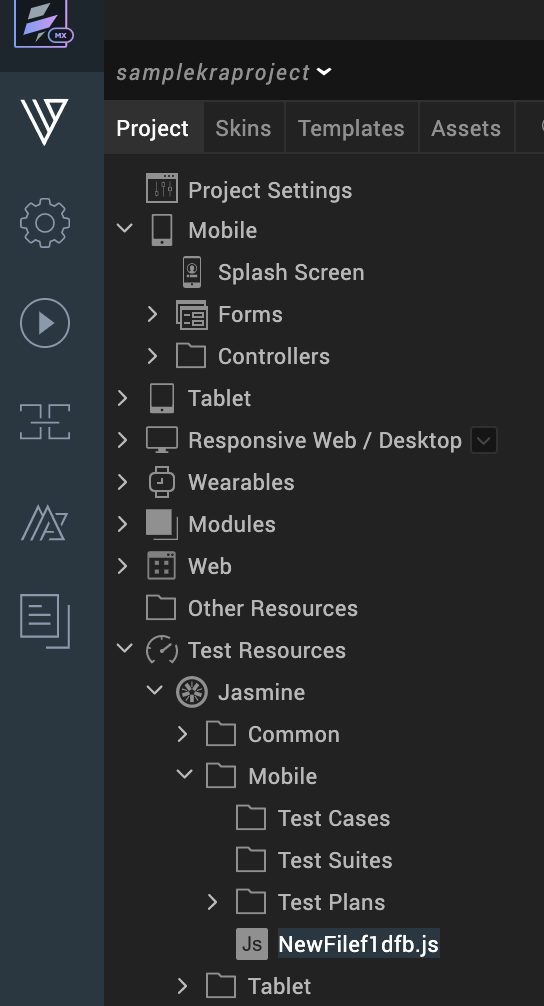 MX
samplekraproject
Project Skins Templates Assets
Project Settings
Mobile
Splash Screen
Forms
Controllers
Tablet
Responsive Web / Desktop
Wearables
Modules
Web
Other Resources
Test Resources
Jasmine
Common
Mobile
Test Cases
Test Suites
Test Plans
Js NewFilef1dfb.js
Tablet